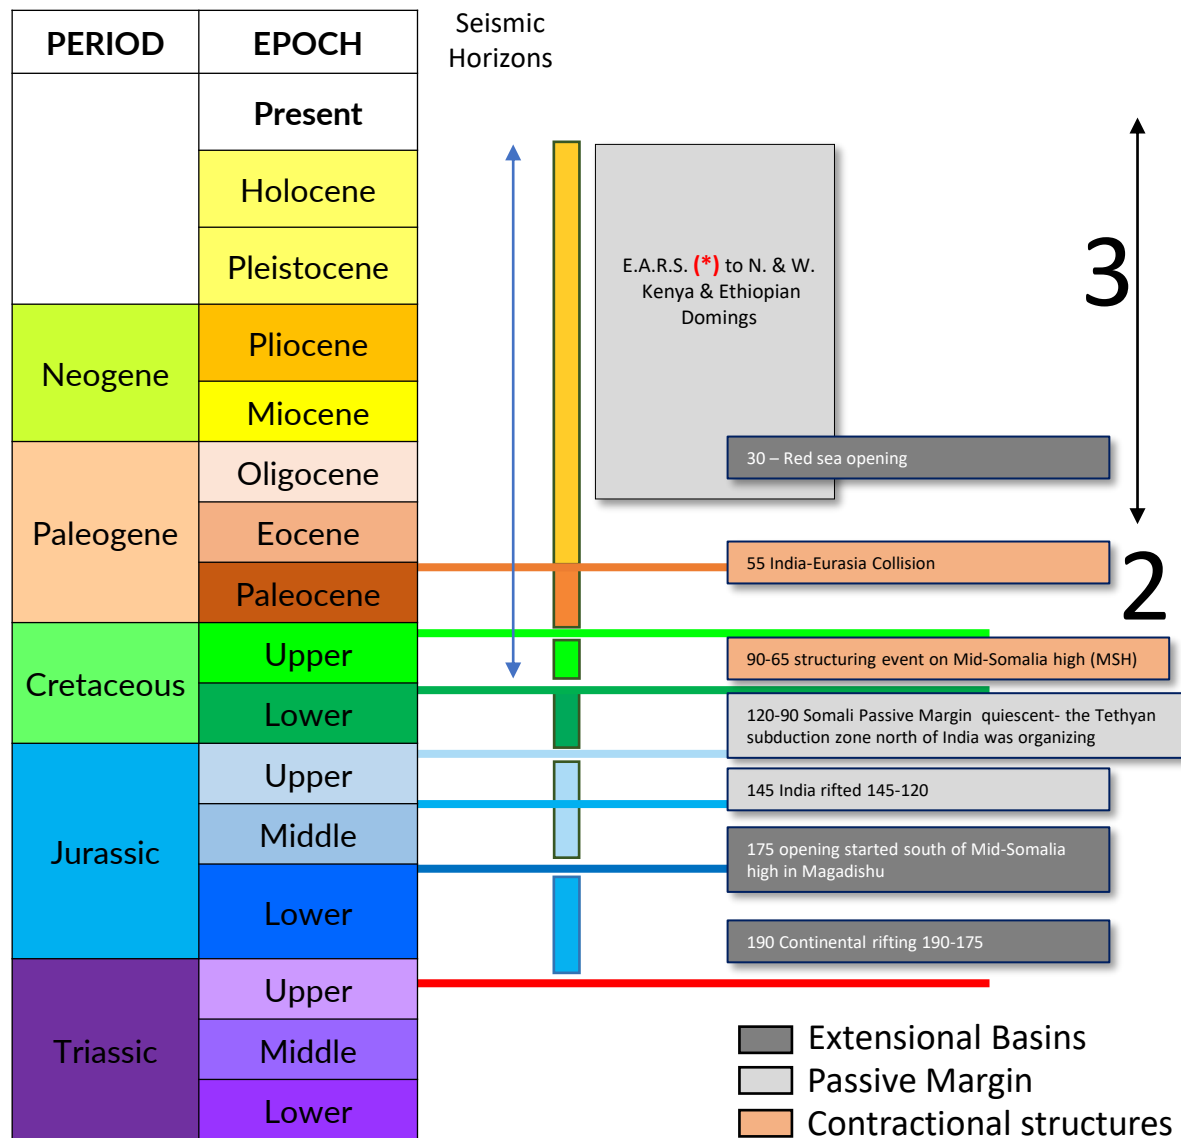 PERIOD
EPOCH
Seismic
Horizons
Present
Holocene
Pleistocene
Neogene
Pliocene
Miocene
Paleogene
Oligocene
Eocene
Paleocene
Cretaceous
Upper
Lower
Jurassic
Upper
Middle
Lower
Triassic
Upper
Middle
Lower
E.A.R.S. (*) to N. & W.
Kenya & Ethiopian
Domings
30 – Red sea opening
55 India-Eurasia Collision
90-65 structuring event on Mid-Somalia high (MSH)
120-90 Somali Passive Margin quiescent- the Tethyan
subduction zone north of India was organizing
145 India rifted 145-120
175 opening started south of Mid-Somalia
high in Magadishu
190 Continental rifting 190-175
3
2
Extensional Basins
Passive Margin
Contractional structures